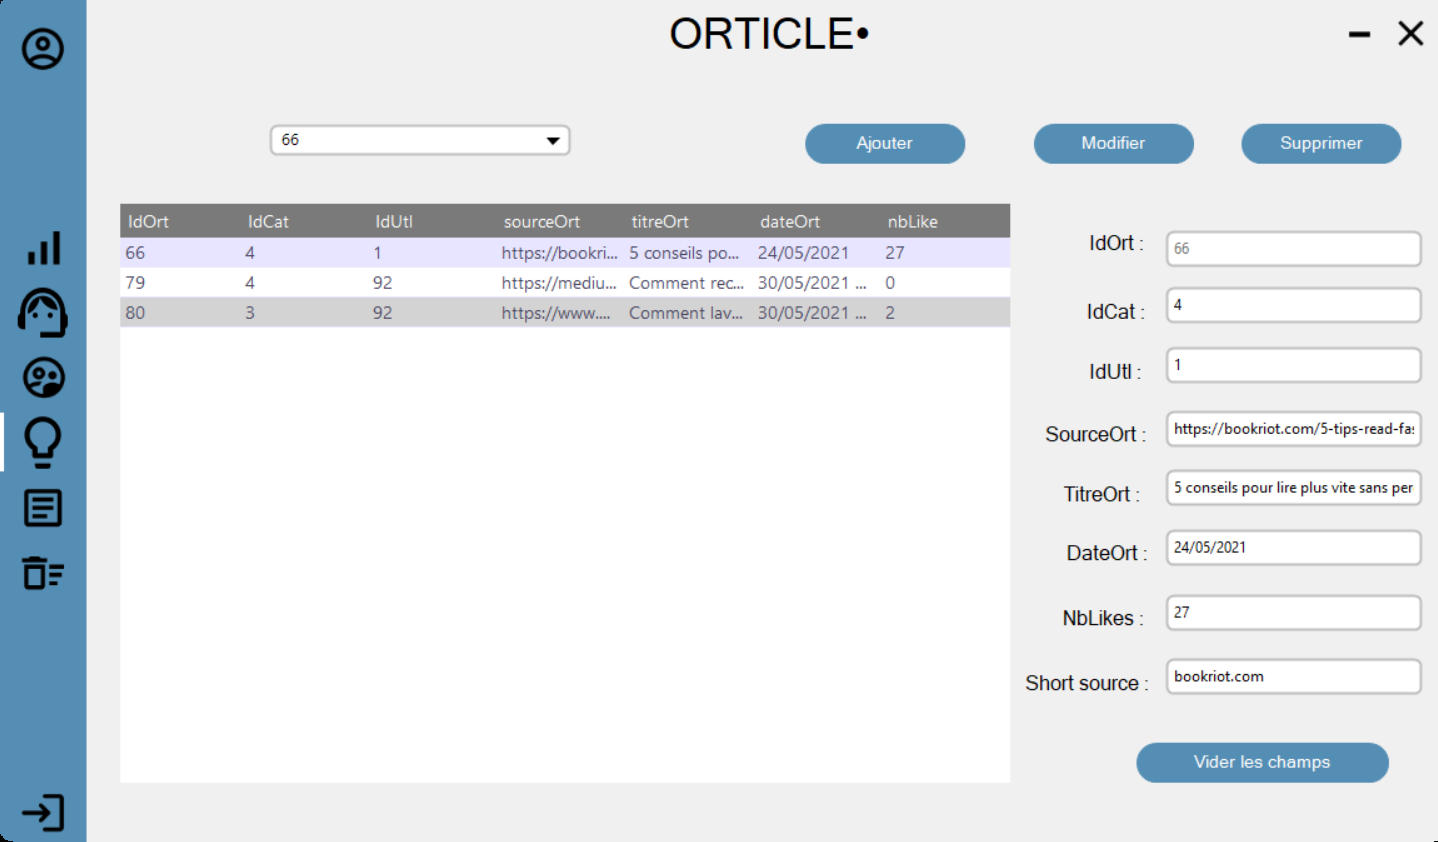 ORTICLE•
66
Ajouter
Modifier
Supprimer
IdOrt IdCat IdUtl sourceOrt titreOrt dateOrt nbLike
66 4 1 https://bookri... 5 conseils po... 24/05/2021 27
79 4 92 https://mediu... Comment rec... 30/05/2021 ... 0
80 3 92 https://www.... Comment lav... 30/05/2021 ... 2
IdOrt : 66
IdCat : 4
IdUtl : 1
SourceOrt : https://bookriot.com/5-tips-read-fas
TitreOrt : 5 conseils pour lire plus vite sans per
DateOrt : 24/05/2021
NbLikes : 27
Short source : bookriot.com
Vider les champs